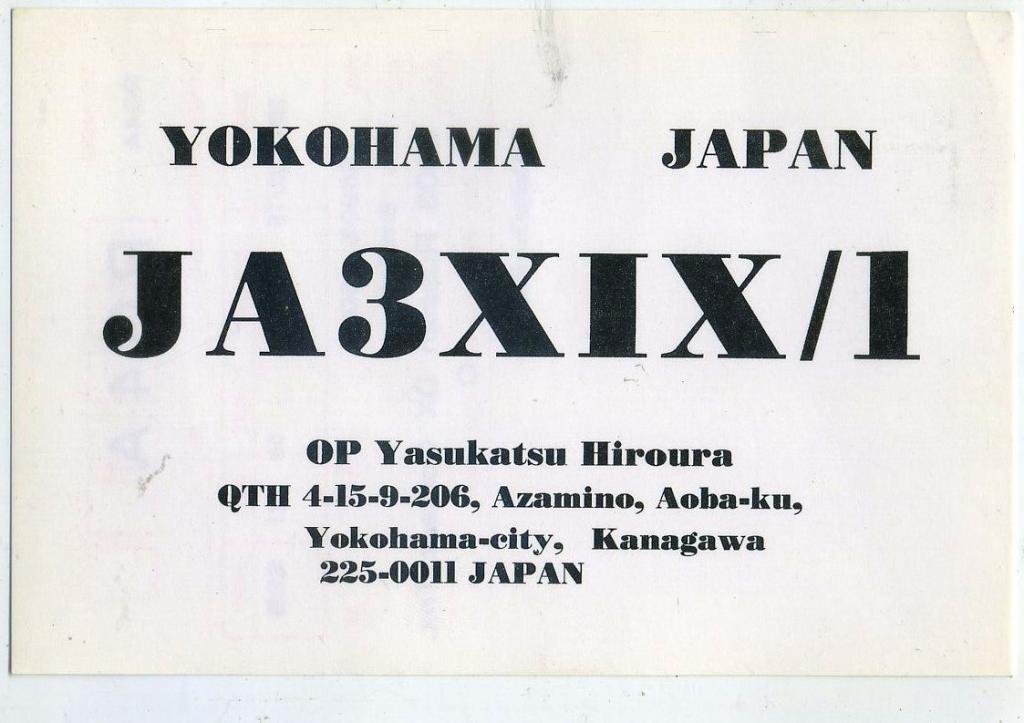 YOKOHAMA JAPAN
JA3XIX/1
OP Yasukatsu Hiroura
QTH 4-15-9-206, Azamino, Aoba-ku,
Yokohama-city, Kanagawa
225-0011 JAPAN